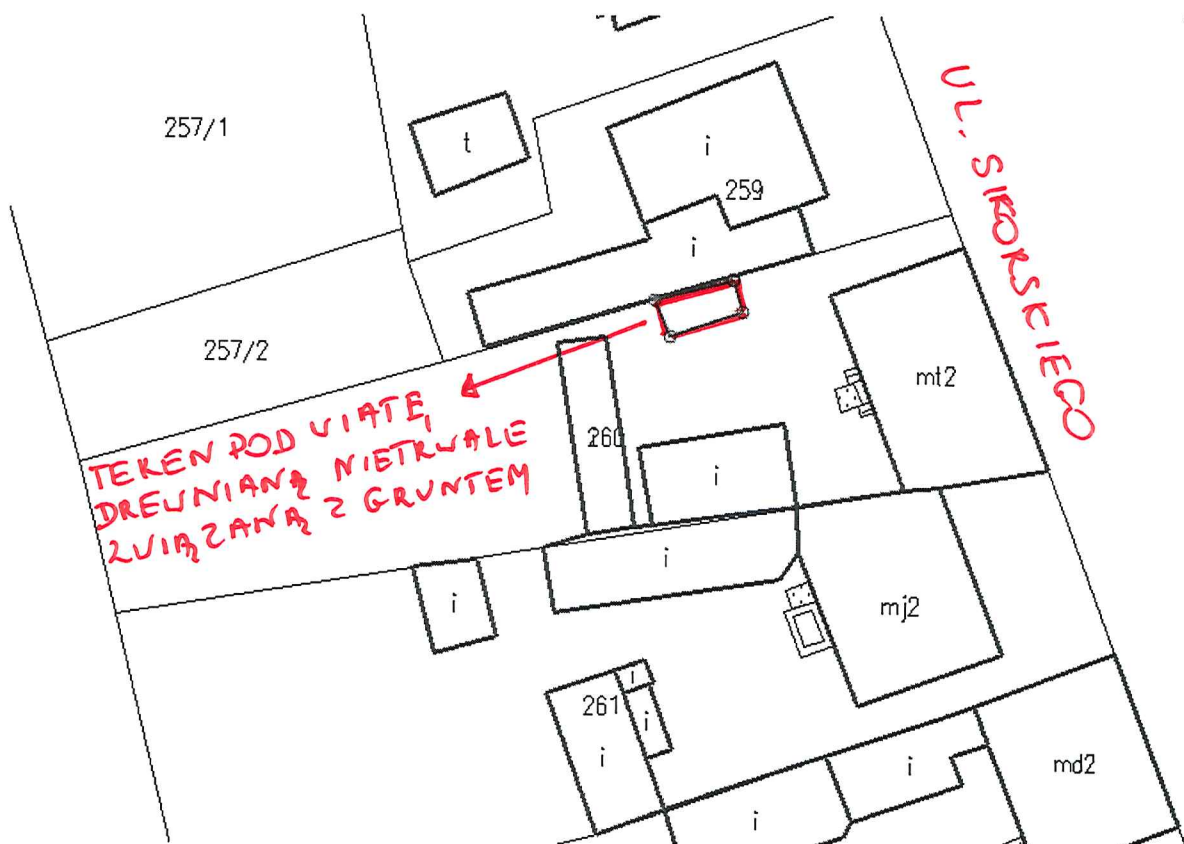 257/1
t
i
259
i
UL. SIKORSKIEGO
257/2
mt2
TEREN POD WIATĘ,
DREWNIANĄ NIETRWALE
ZWIĄZANĄ Z GRUNTEM
260
i
i
i
mj2
261
i
i
i
i
i
md2